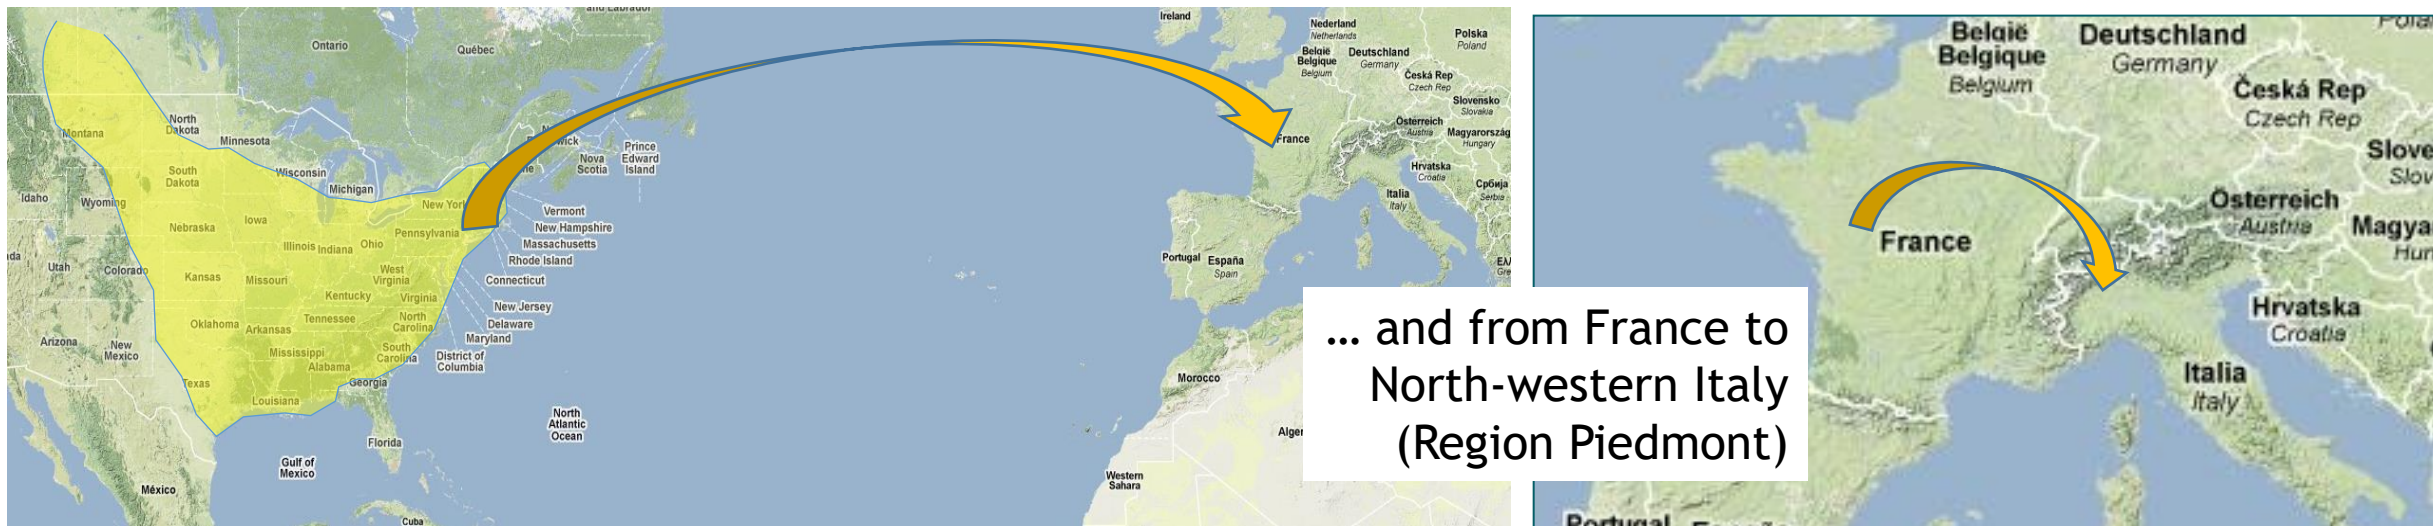 and Labrador
Ontario
Québec
North
Dakota
Montana
Minnesota
South
Dakota
Wisconsin
Michigan
Idaho
Wyoming
Nebraska
Iowa
New York
Pennsylvania
Illinois
Indiana
Ohio
Utah
Colorado
Kansas
Missouri
West
Virginia
Kentucky
Virginia
Oklahoma
Arkansas
Tennessee
North
Carolina
Arizona
New
Mexico
Mississippi
Alabama
South
Carolina
Texas
Louisiana
Georgia
Florida
Gulf of
Mexico
México
Cuba
Nova
Scotia
Prince
Edward
Island
Vermont
New Hampshire
Massachusetts
Rhode Island
Connecticut
New Jersey
Delaware
Maryland
District of
Columbia
North
Atlantic
Ocean
Ireland
Nederland
Netherlands
België
Belgique
Belgium
Deutschland
Germany
Polska
Poland
Česká Rep
Czech Rep
Slovensko
Slovakia
Österreich
Austria
Magyarország
Hungary
France
Hrvatska
Croatia
Србија
Serbia
Italia
Italy
Portugal
España
Spain
Morocco
Western
Sahara
... and from France to
North-western Italy
(Region Piedmont)
België
Belgique
Belgium
Deutschland
Germany
Česká Rep
Czech Rep
Österreich
Austria
France
Hrvatska
Croatia
Italia
Italy
Portugal